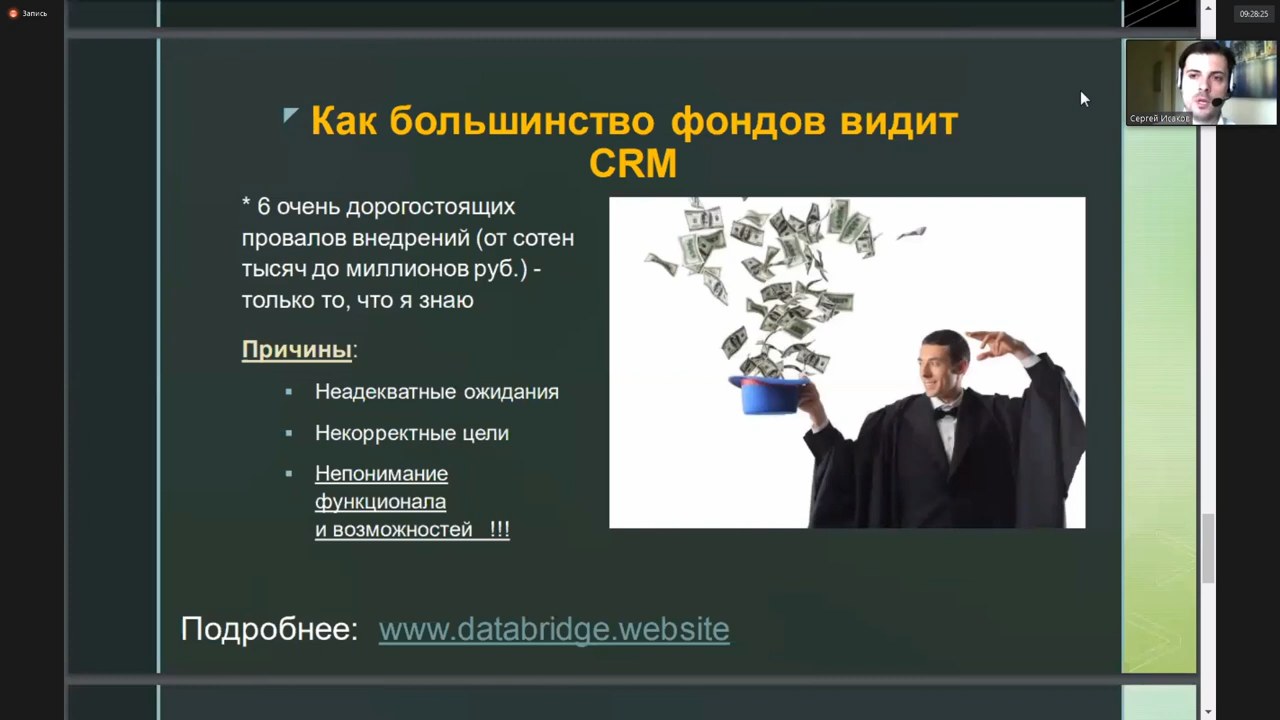 Запись
09:28:25
Как большинство фондов видит
CRM
* 6 очень дорогостоящих
провалов внедрений (от сотен
тысяч до миллионов руб.) -
только то, что я знаю
Причины:
▪ Неадекватные ожидания
▪ Некорректные цели
▪ Непонимание
функционала
и возможностей !!!
Подробнее: www.databridge.website
Сергей Исаков